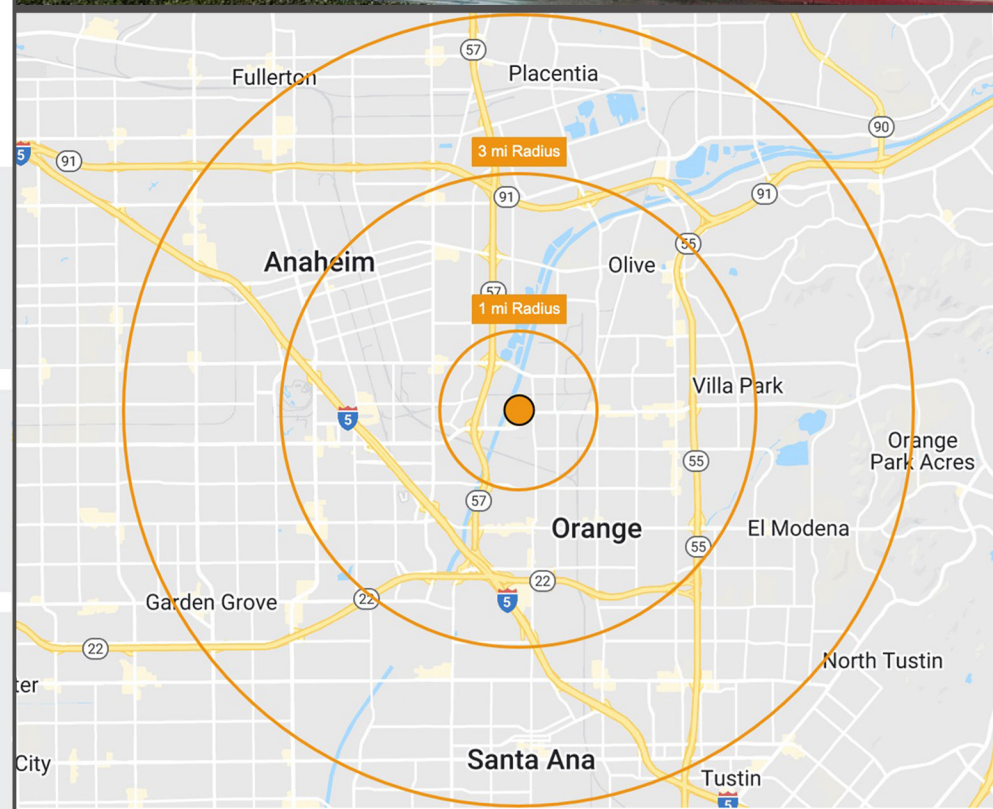 57
Placentia
Fullerton
90
3 mi Radius
5
91
91
91
55
Anaheim
Olive
57
1 mi Radius
Villa Park
5
Orange
Park Acres
55
57
Orange
El Modena
55
22
22
5
Garden Grove
22
North Tustin
ter
Santa Ana
City
Tustin
5